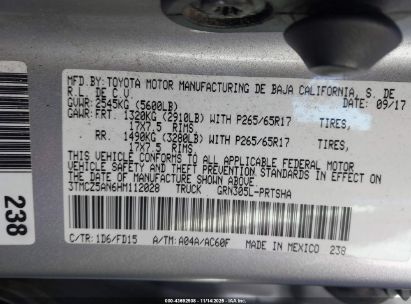 MFD.BY:TOYOTA MOTOR MANUFACTURING DE BAJA CALIFORNIA, S. DE
R.L. DE C.V. DATE: 09/17
GVWR:2545KG (5600LB)
GAWR:FRT. 1320KG (2910LB) WITH P265/65R17 TIRES,
17X7.5 RIMS,
RR. 1490KG (3280LB) WITH P265/65R17 TIRES,
17X7.5 RIMS,
THIS VEHICLE CONFORMS TO ALL APPLICABLE FEDERAL MOTOR
VEHICLE SAFETY AND THEFT PREVENTION STANDARDS IN EFFECT ON
THE DATE OF MANUFACTURE SHOWN ABOVE.
3TMCZ5AN6HM112028 TRUCK GRN305L-PRTSHA
C/TR: 1D6/FD15 A/TM: A04A/AC60F MADE IN MEXICO 238
238